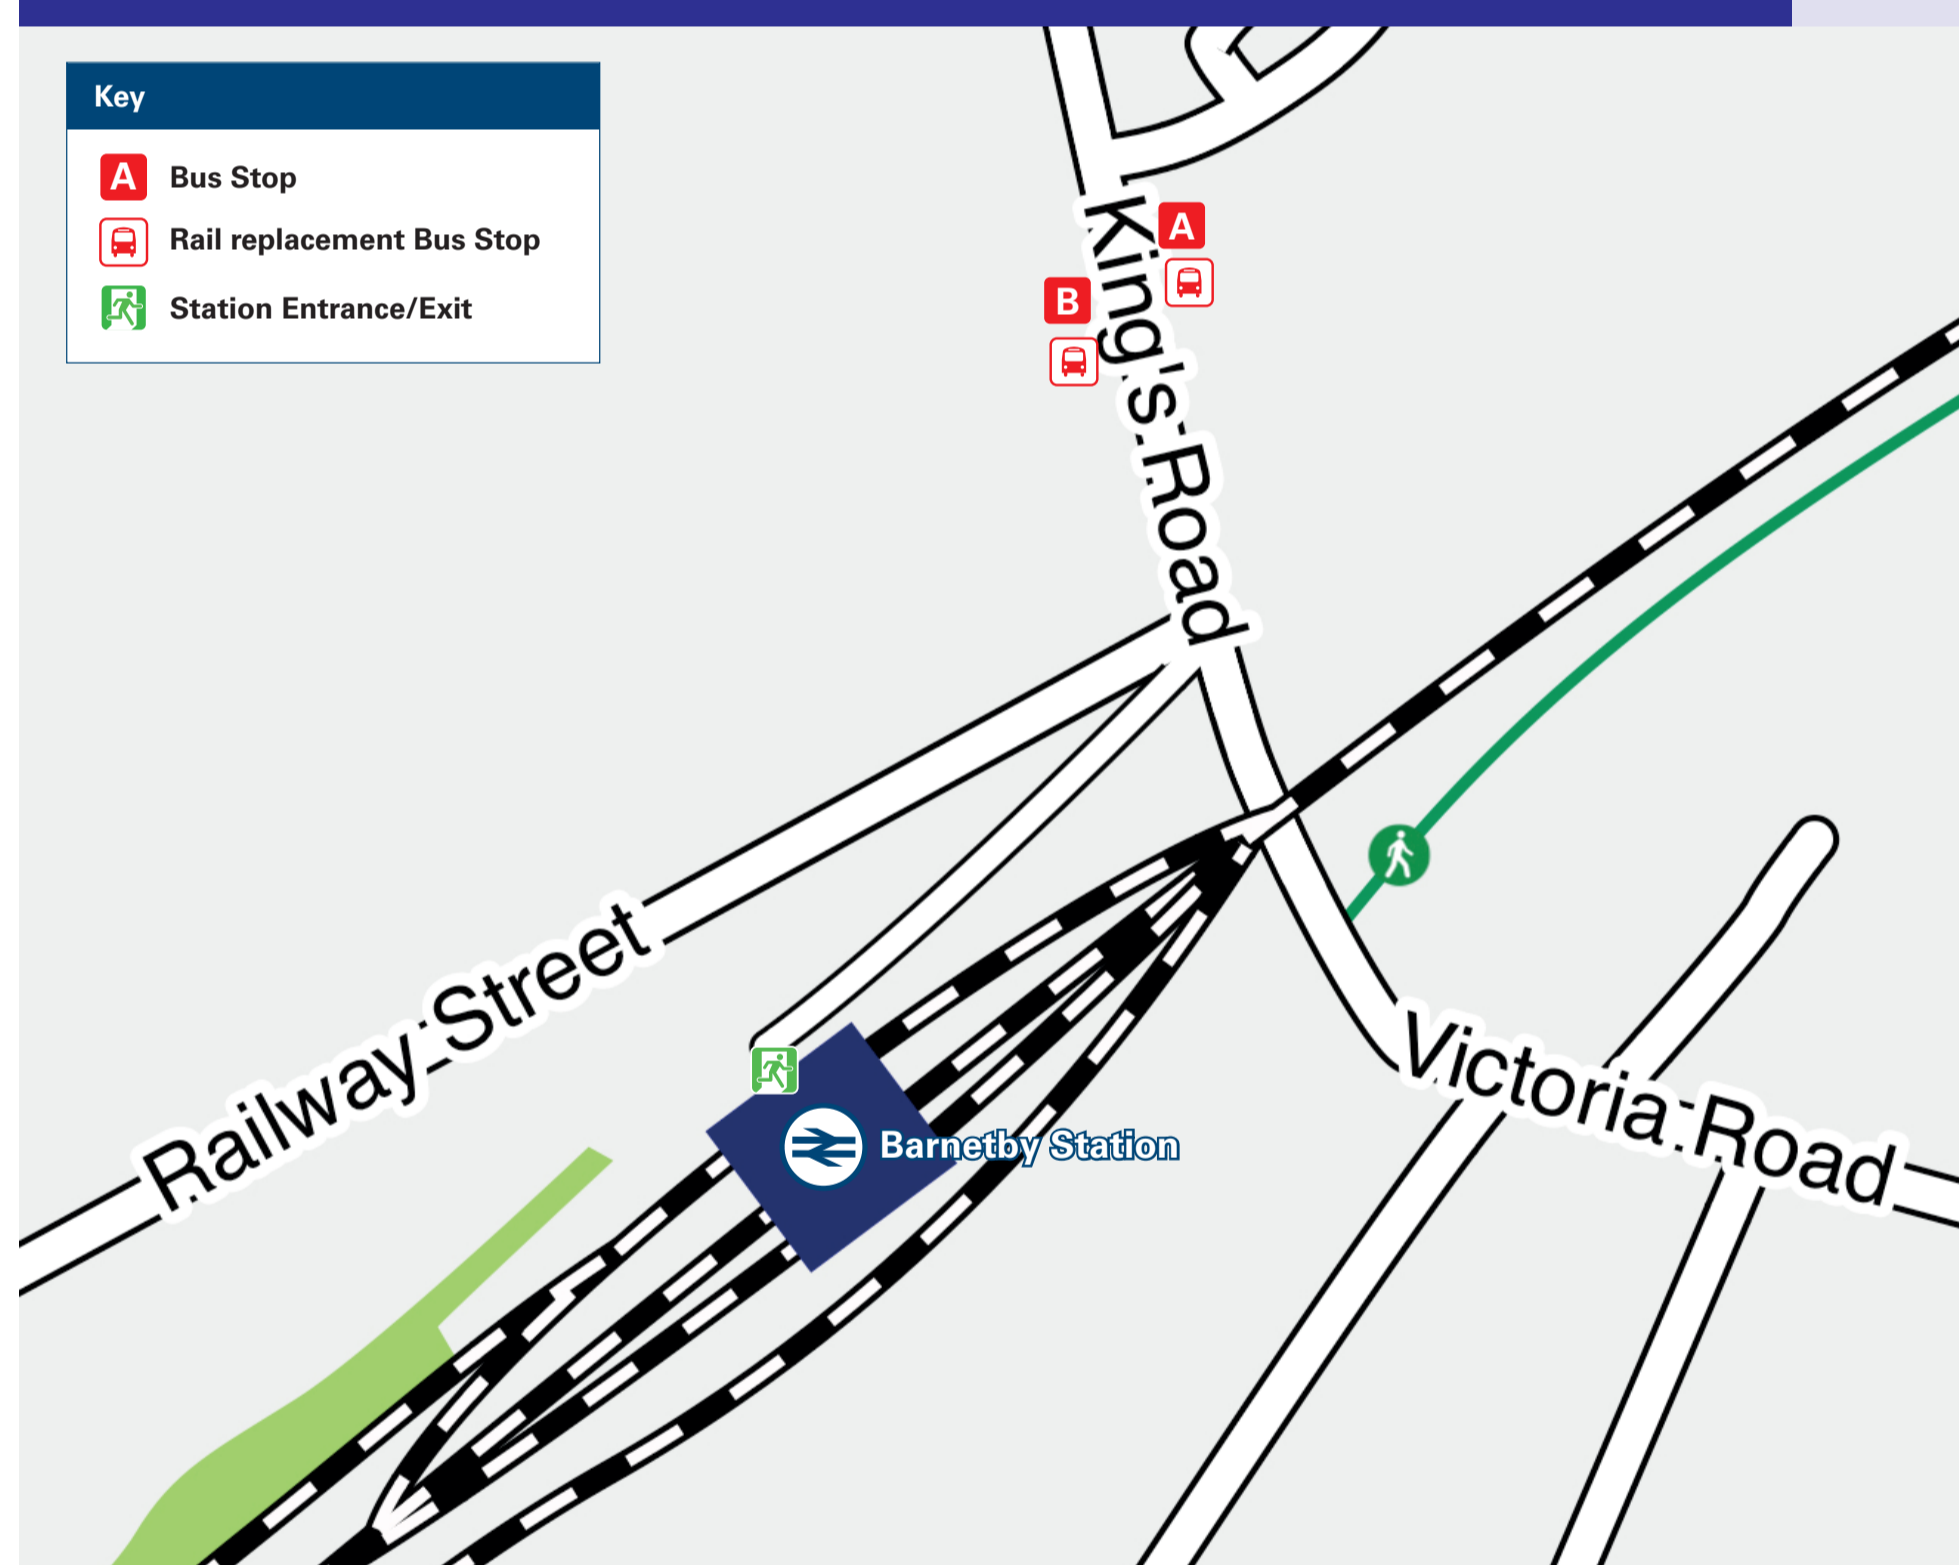 Key
A Bus Stop
Rail replacement Bus Stop
Station Entrance/Exit
A
B
King's Road
Railway Street
Victoria Road
Barnetby Station